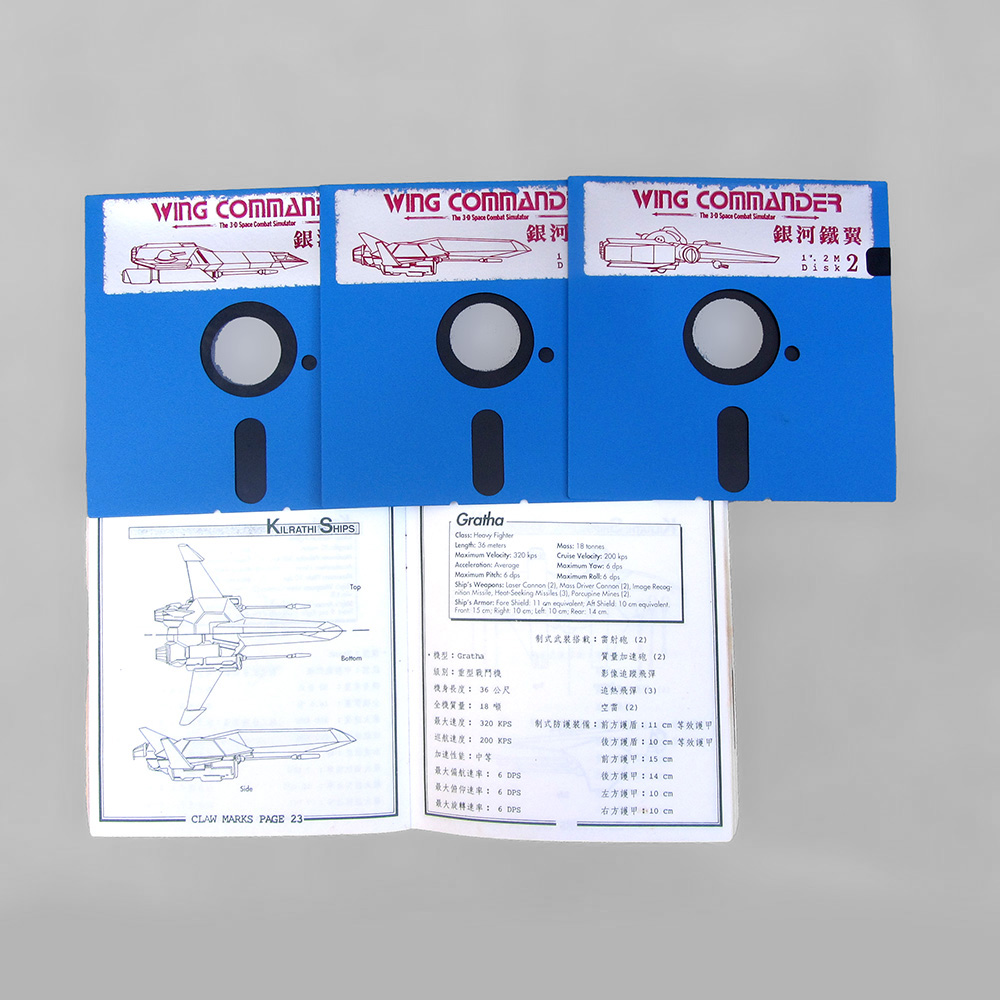 WING COMMAN
The 3-D Space Combat Simulator
銀
WING COMMAND
The 3-D Space Combat Simulator
銀河
1
D
WING COMMANDER
The 3-D Space Combat Simulator
銀河鐵翼
1.2M
Disk 2
KILRATHI SHIPS
Top
Bottom
Side
CLAW MARKS PAGE 23
Gratha
Class: Heavy Fighter
Length: 36 meters Mass: 18 tonnes
Maximum Velocity: 320 kps Cruise Velocity: 200 kps
Acceleration: Average Maximum Yaw: 6 dps
Maximum Pitch: 6 dps Maximum Roll: 6 dps
Ship's Weapons: Laser Cannon (2), Mass Driver Cannon (2), Image Recog-
nition Missile, Heat-Seeking Missiles (3), Porcupine Mines (2).
Ship's Armor: Fore Shield: 11 cm equivalent; Aft Shield: 10 cm equivalent.
Front: 15 cm; Right: 10 cm; Left: 10 cm; Rear: 14 cm.
機型：Gratha
級別：重型戰鬥機
機身長度： 36 公尺
全機質量： 18 噸
最大速度： 320 KPS
巡航速度： 200 KPS
加速性能：中等
最大偏航速率： 6 DPS
最大俯仰速率： 6 DPS
最大旋轉速率： 6 DPS
制式武裝搭載：雷射砲 (2)
質量加速砲 (2)
影像追蹤飛彈
追熱飛彈 (3)
空雷 (2)
制式防護裝備：前方護盾：11 cm 等效護甲
後方護盾：10 cm 等效護甲
前方護甲：15 cm
後方護甲：14 cm
左方護甲：10 cm
右方護甲：10 cm